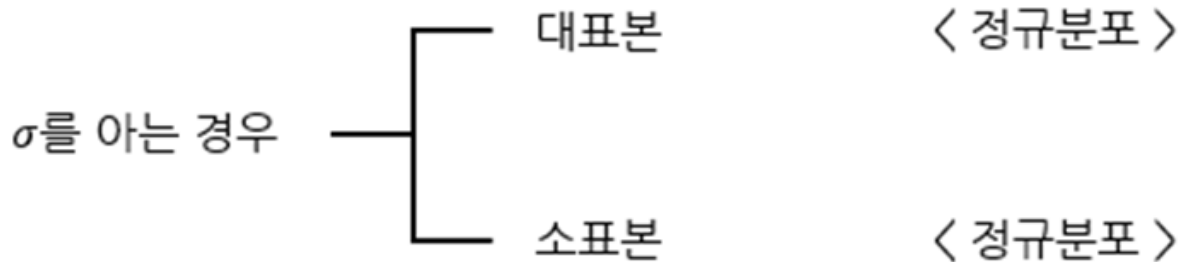 대표본 < 정규분포 >
σ를 아는 경우
소표본 < 정규분포 >